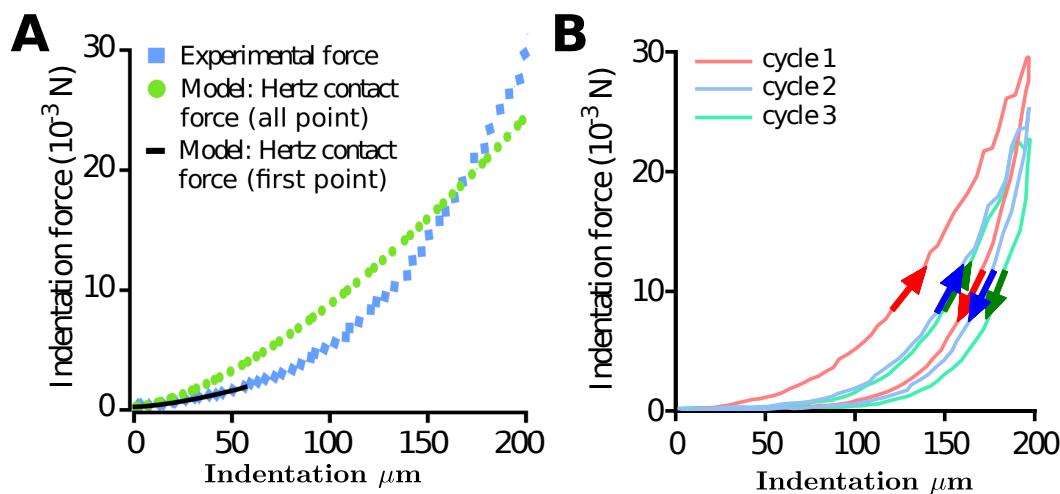 A
Indentation force (10⁻³ N)
30
20
10
0
Experimental force
Model: Hertz contact
force (all point)
Model: Hertz contact
force (first point)
0 50 100 150 200
Indentation μm
B
Indentation force (10⁻³ N)
30
20
10
0
cycle 1
cycle 2
cycle 3
0 50 100 150 200
Indentation μm